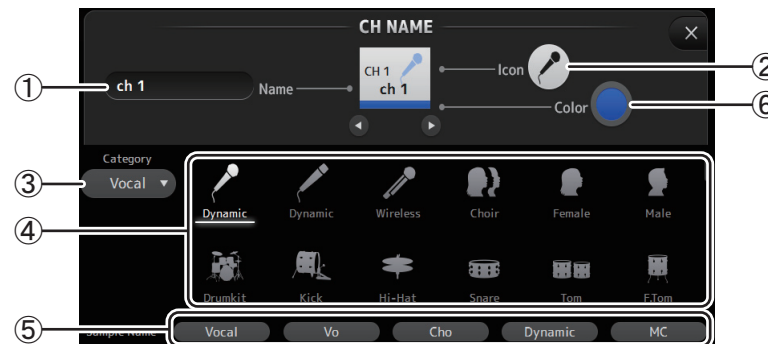 CH NAME
① ch 1 Name CH 1 Icon ②
ch 1
Color ⑥
Category
③ Vocal
④ Dynamic Dynamic Wireless Choir Female Male
Drumkit Kick Hi-Hat Snare Tom F.Tom
⑤ Sample Name Vocal Vo Cho Dynamic MC